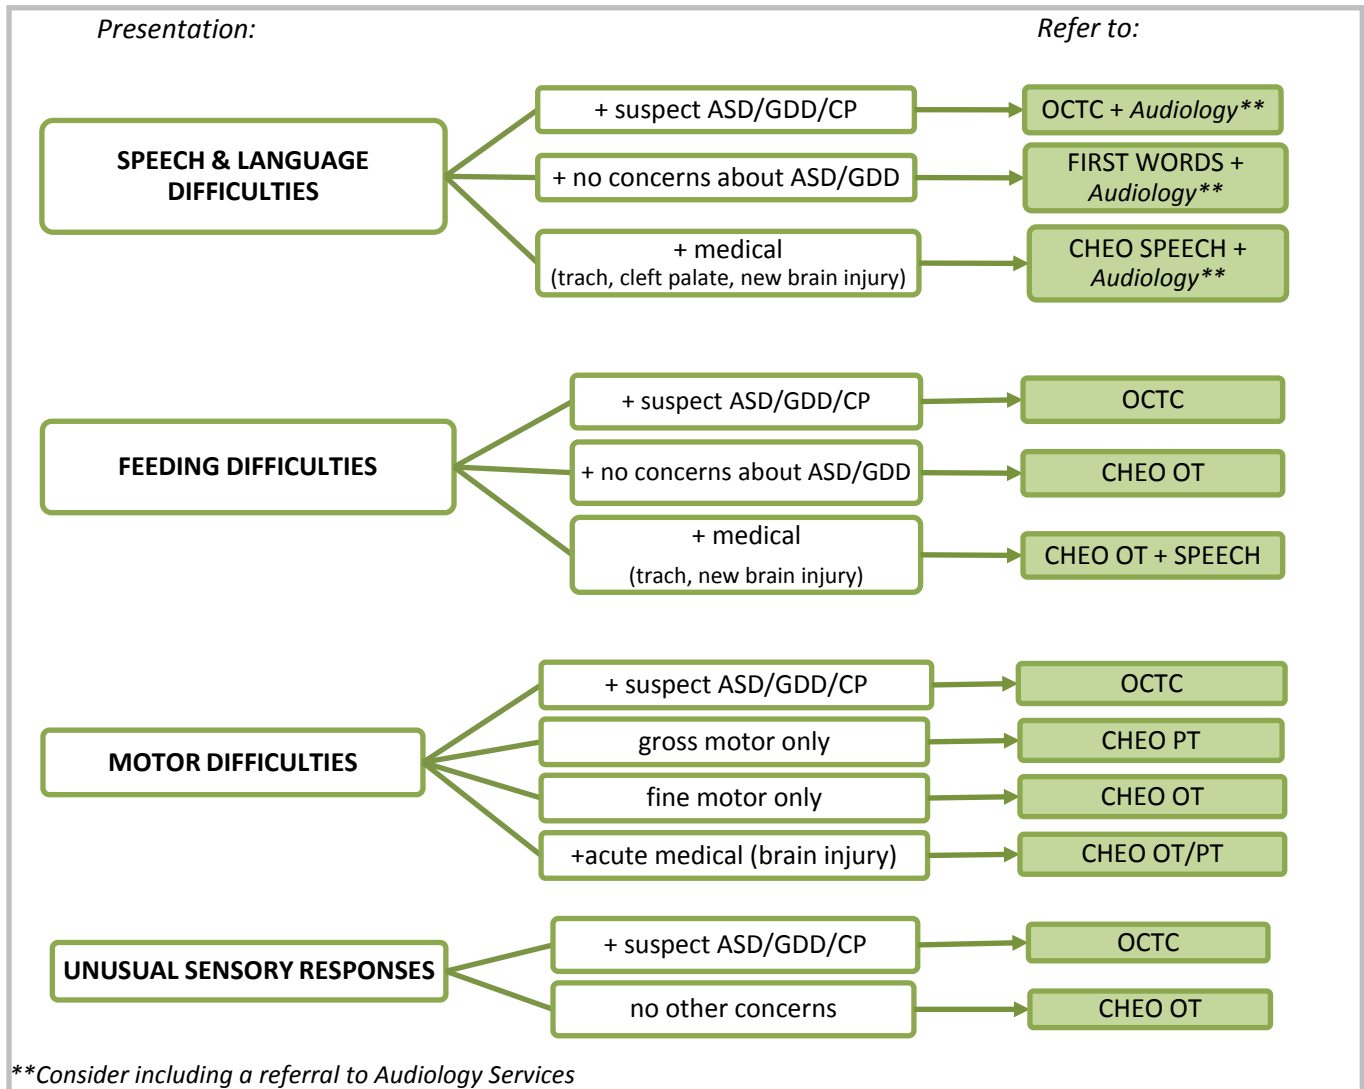 Presentation:
Refer to:
SPEECH & LANGUAGE
DIFFICULTIES
+ suspect ASD/GDD/CP
OCTC + Audiology**
+ no concerns about ASD/GDD
FIRST WORDS +
Audiology**
+ medical
(trach, cleft palate, new brain injury)
CHEO SPEECH +
Audiology**
FEEDING DIFFICULTIES
+ suspect ASD/GDD/CP
OCTC
+ no concerns about ASD/GDD
CHEO OT
+ medical
(trach, new brain injury)
CHEO OT + SPEECH
MOTOR DIFFICULTIES
+ suspect ASD/GDD/CP
OCTC
gross motor only
CHEO PT
fine motor only
CHEO OT
+acute medical (brain injury)
CHEO OT/PT
UNUSUAL SENSORY RESPONSES
+ suspect ASD/GDD/CP
OCTC
no other concerns
CHEO OT
**Consider including a referral to Audiology Services